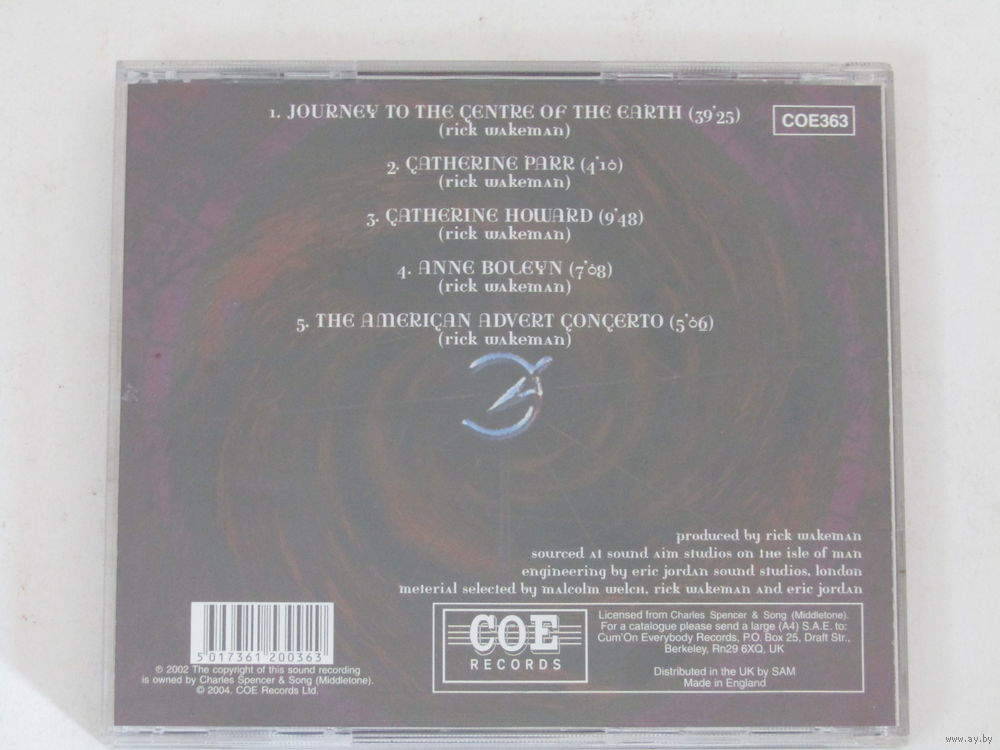 1. JOURNEY TO THE CENTRE OF THE EARTH (39'25)
(rick wakeman)
COE363
2. CATHERINE PARR (4'10)
(rick wakeman)
3. CATHERINE HOWARD (9'48)
(rick wakeman)
4. ANNE BOLEYN (7'08)
(rick wakeman)
5. THE AMERICAN ADVERT CONCERTO (5'06)
(rick wakeman)
produced by rick wakeman
sourced at sound aim studios on the isle of man
engineering by eric jordan sound studios, london
meterial selected by malcolm welch, rick wakeman and eric jordan
5 017361 200363
℗ 2002 The copyright of this sound recording
is owned by Charles Spencer & Song (Middletone).
© 2004. COE Records Ltd.
COE
RECORDS
Licensed from Charles Spencer & Song (Middletone).
For a catalogue please send a large (A4) S.A.E. to:
Cum'On Everybody Records, P.O. Box 25, Draft Str.,
Berkeley, Rn29 6XQ, UK
Distributed in the UK by SAM
Made in England
www.ay.by